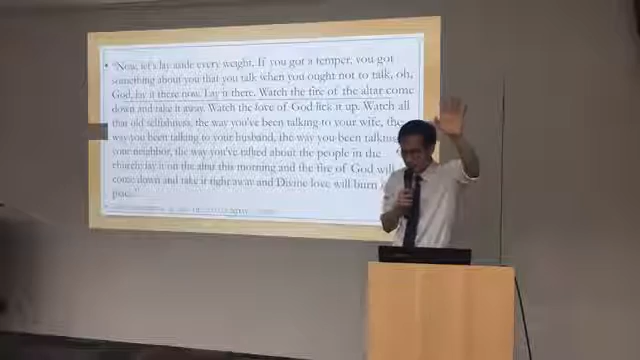 • “Now, let's lay aside every weight. If you got a temper, you got
something about you that you talk when you ought not to talk, oh,
God, lay it there now. Lay it there. Watch the fire of the altar come
down and take it away. Watch the love of God lick it up. Watch all
that old selfishness, the way you've been talking to your wife, the
way you been talking to your husband, the way you been talking
your neighbor, the way you've talked about the people in the
church; lay it on the altar this morning and the fire of God will
come down and take it right away and Divine love will burn